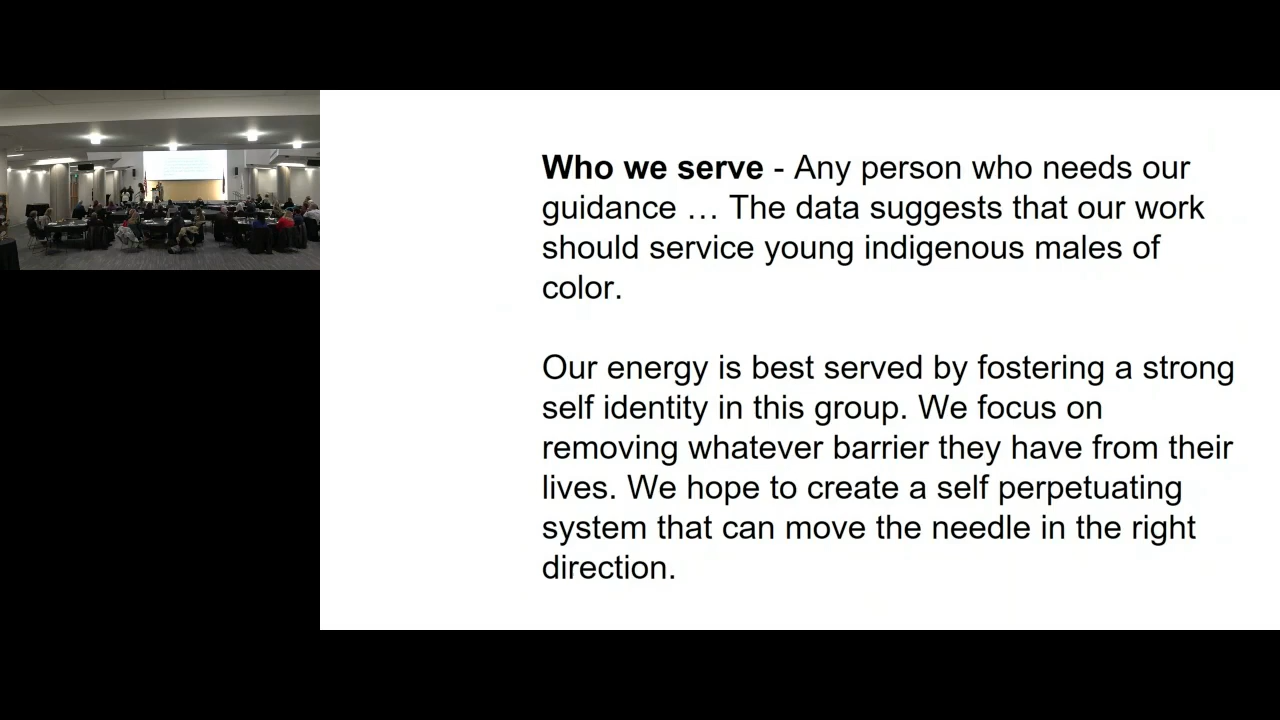 Who we serve - Any person who needs our
guidance … The data suggests that our work
should service young indigenous males of
color.
Our energy is best served by fostering a strong
self identity in this group. We focus on
removing whatever barrier they have from their
lives. We hope to create a self perpetuating
system that can move the needle in the right
direction.